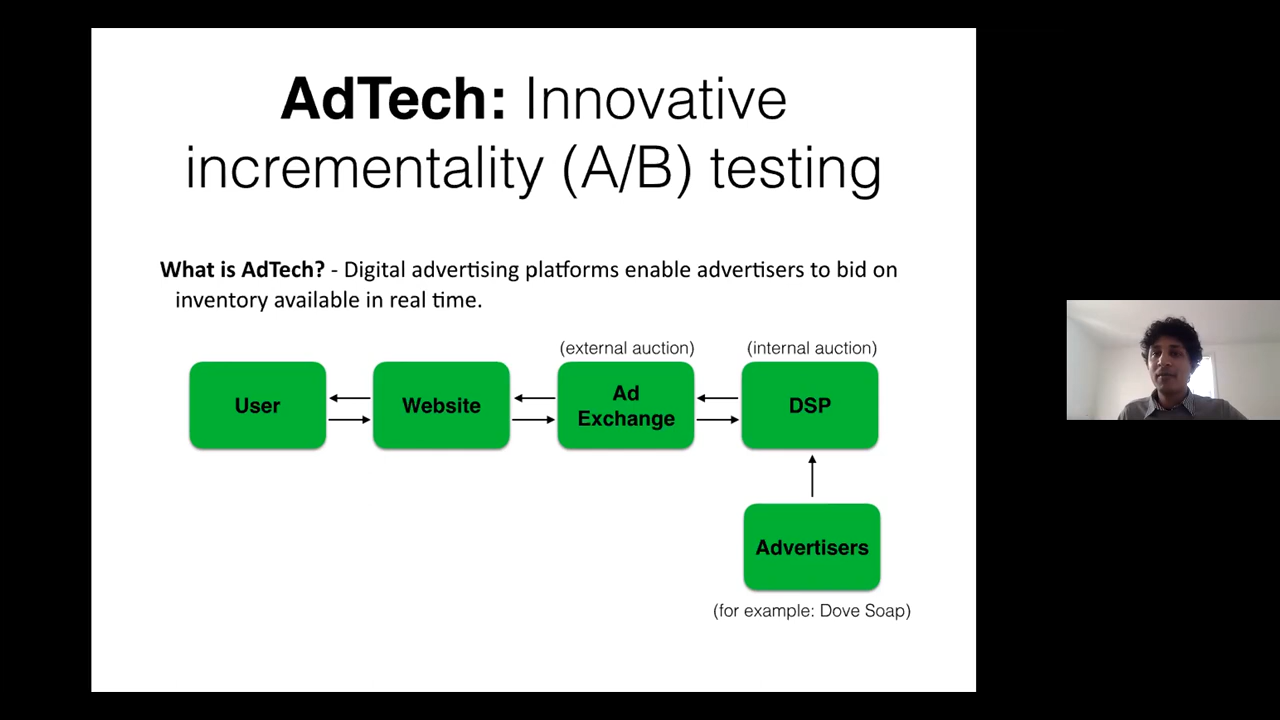 AdTech: Innovative
incrementality (A/B) testing
What is AdTech? - Digital advertising platforms enable advertisers to bid on
inventory available in real time.
(external auction)
(internal auction)
User
Website
Ad
Exchange
DSP
Advertisers
(for example: Dove Soap)